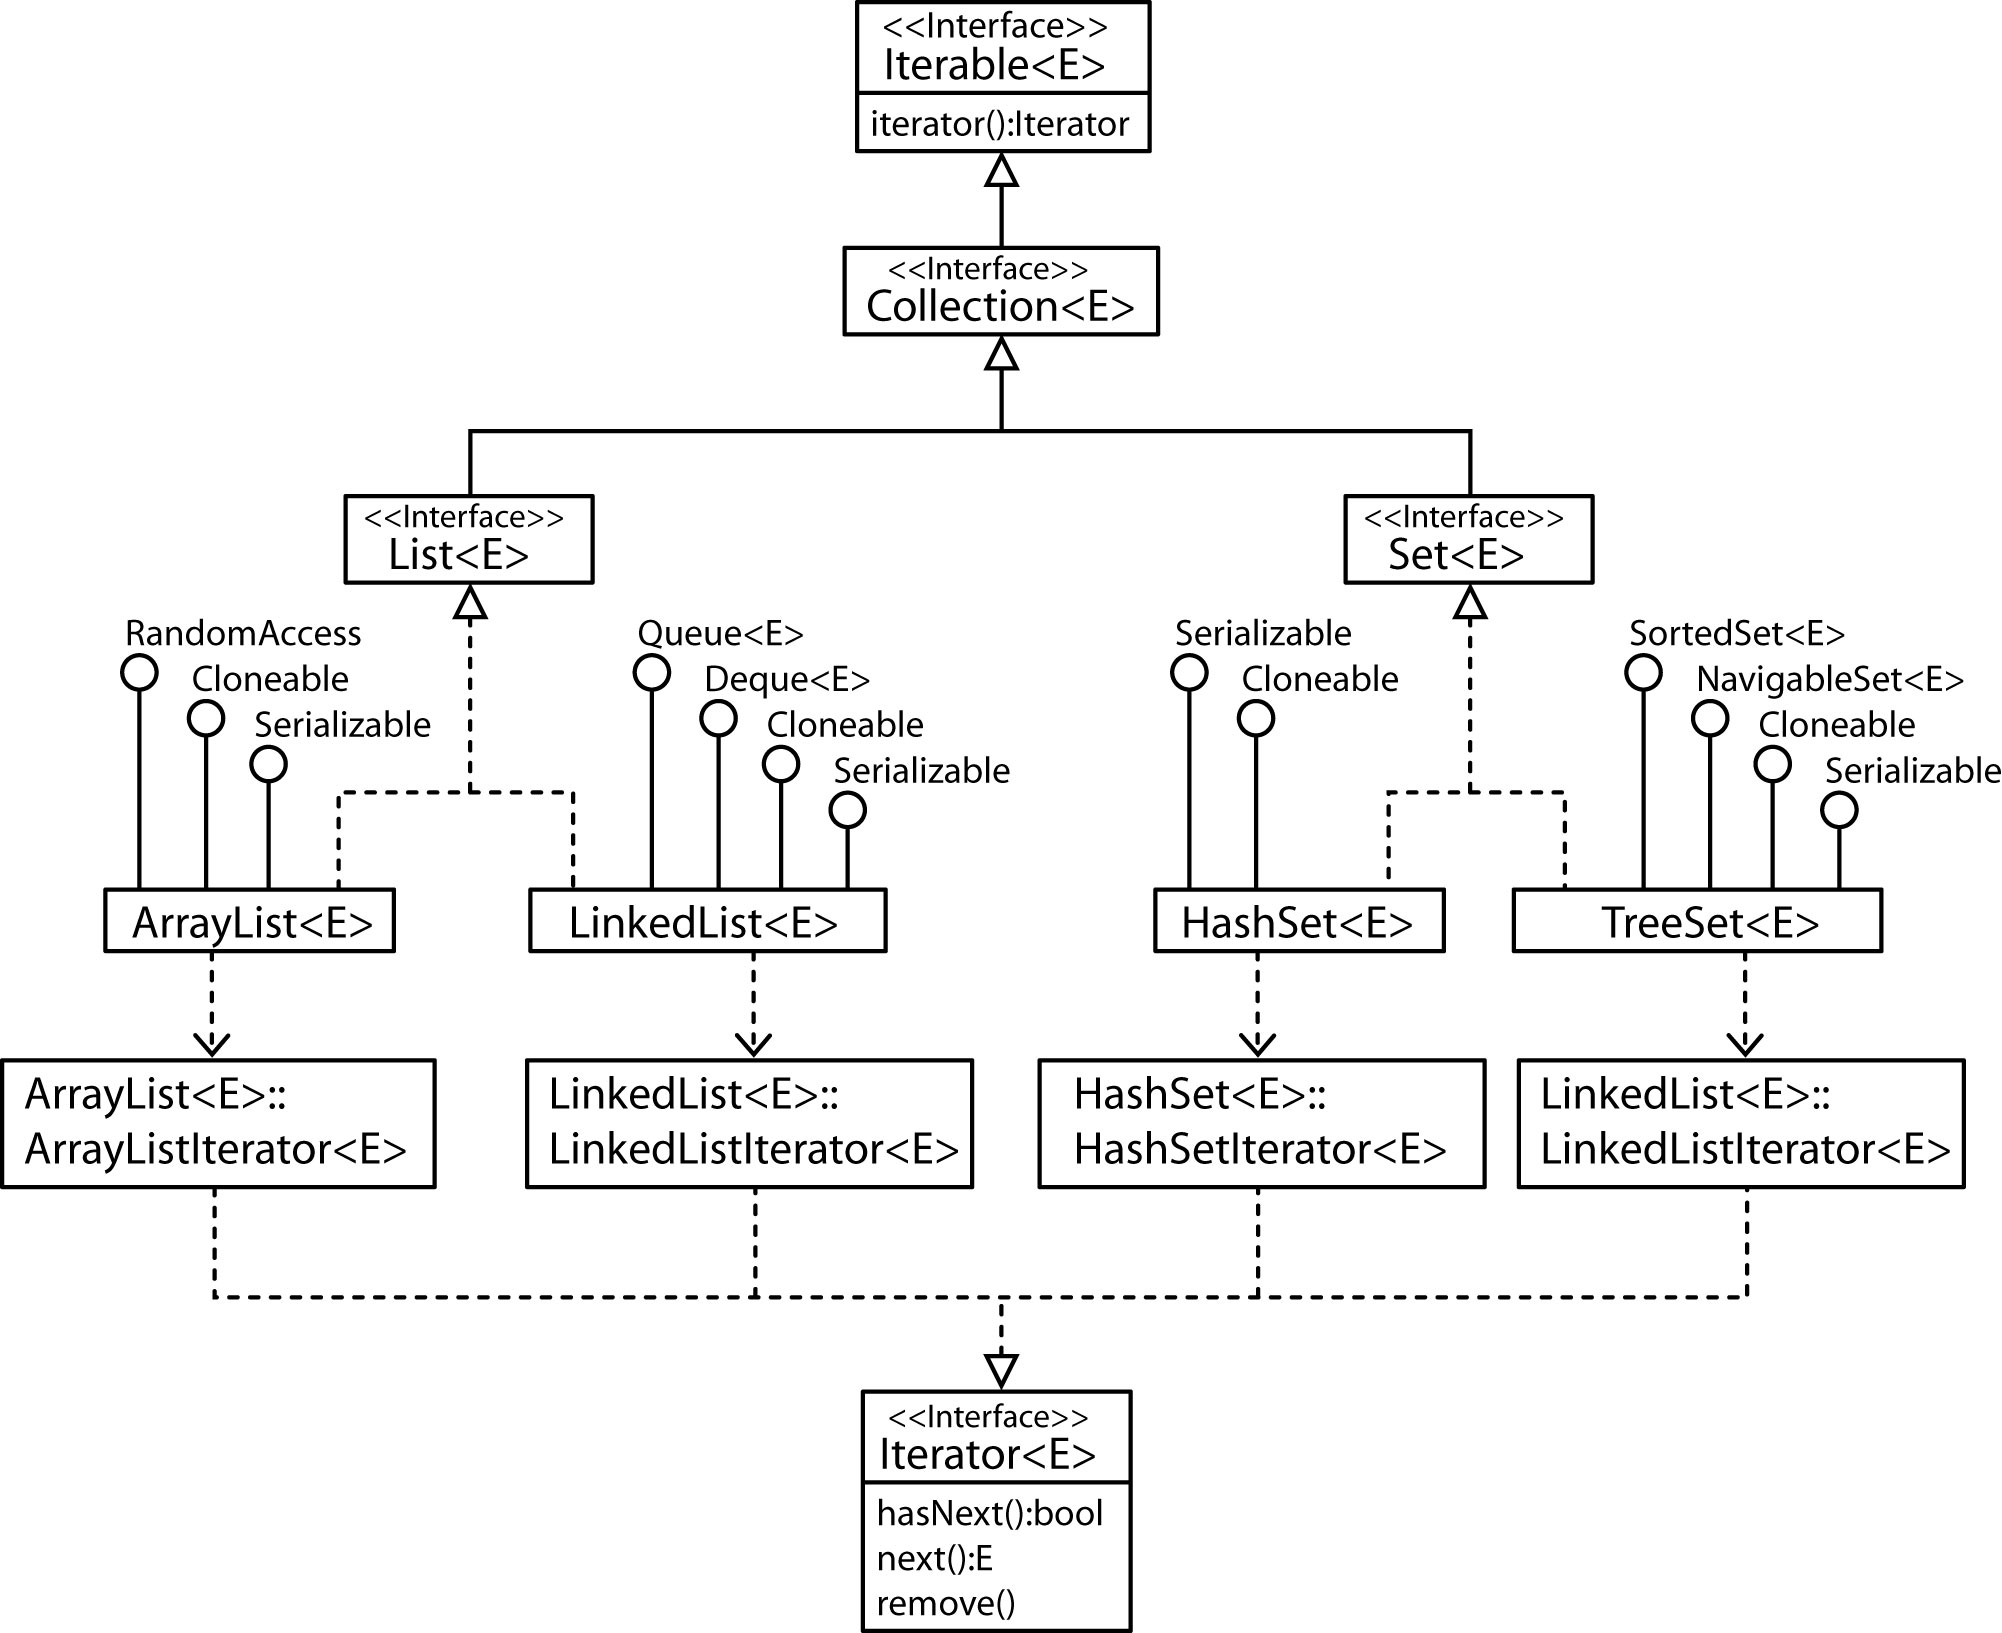 <<Interface>>
Iterable<E>
iterator():Iterator
<<Interface>>
Collection<E>
<<Interface>>
List<E>
<<Interface>>
Set<E>
RandomAccess
Cloneable
Serializable
Queue<E>
Deque<E>
Cloneable
Serializable
Serializable
Cloneable
SortedSet<E>
NavigableSet<E>
Cloneable
Serializable
ArrayList<E>
LinkedList<E>
HashSet<E>
TreeSet<E>
ArrayList<E>::
ArrayListIterator<E>
LinkedList<E>::
LinkedListIterator<E>
HashSet<E>::
HashSetIterator<E>
LinkedList<E>::
LinkedListIterator<E>
<<Interface>>
Iterator<E>
hasNext():bool
next():E
remove()